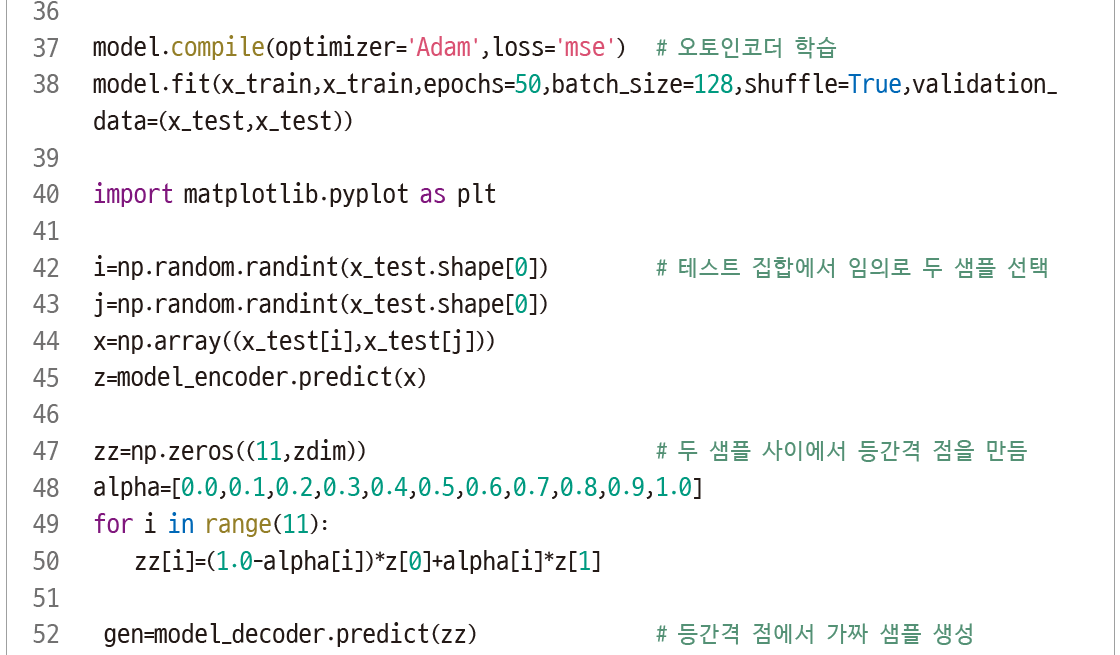 36
37 model.compile(optimizer='Adam',loss='mse') # 오토인코더 학습
38 model.fit(x_train,x_train,epochs=50,batch_size=128,shuffle=True,validation_
data=(x_test,x_test))
39
40 import matplotlib.pyplot as plt
41
42 i=np.random.randint(x_test.shape[0]) # 테스트 집합에서 임의로 두 샘플 선택
43 j=np.random.randint(x_test.shape[0])
44 x=np.array((x_test[i],x_test[j]))
45 z=model_encoder.predict(x)
46
47 zz=np.zeros((11,zdim)) # 두 샘플 사이에서 등간격 점을 만듬
48 alpha=[0.0,0.1,0.2,0.3,0.4,0.5,0.6,0.7,0.8,0.9,1.0]
49 for i in range(11):
50 zz[i]=(1.0-alpha[i])*z[0]+alpha[i]*z[1]
51
52 gen=model_decoder.predict(zz) # 등간격 점에서 가짜 샘플 생성